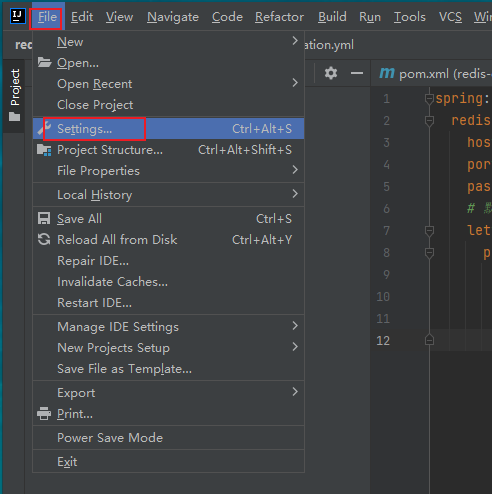 IJ File Edit View Navigate Code Refactor Build Run Tools VCS
red ation.yml
Project
pom.xml (redis-
New
Open...
Open Recent
Close Project
Settings... Ctrl+Alt+S
Project Structure... Ctrl+Alt+Shift+S
File Properties
Local History
Save All Ctrl+S
Reload All from Disk Ctrl+Alt+Y
Repair IDE...
Invalidate Caches...
Restart IDE...
Manage IDE Settings
New Projects Setup
Save File as Template...
Export
Print...
Power Save Mode
Exit
1 spring:
2 redis
3 hos
4 por
5 pas
6 #
7 let
8 p
9
10
11
12